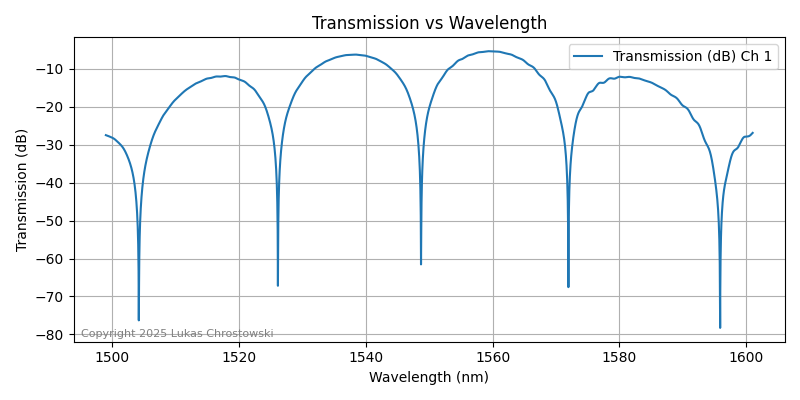 Transmission vs Wavelength
Transmission (dB) Ch 1
Transmission (dB)
−10
−20
−30
−40
−50
−60
−70
−80
Copyright 2025 Lukas Chrostowski
1500 1520 1540 1560 1580 1600
Wavelength (nm)